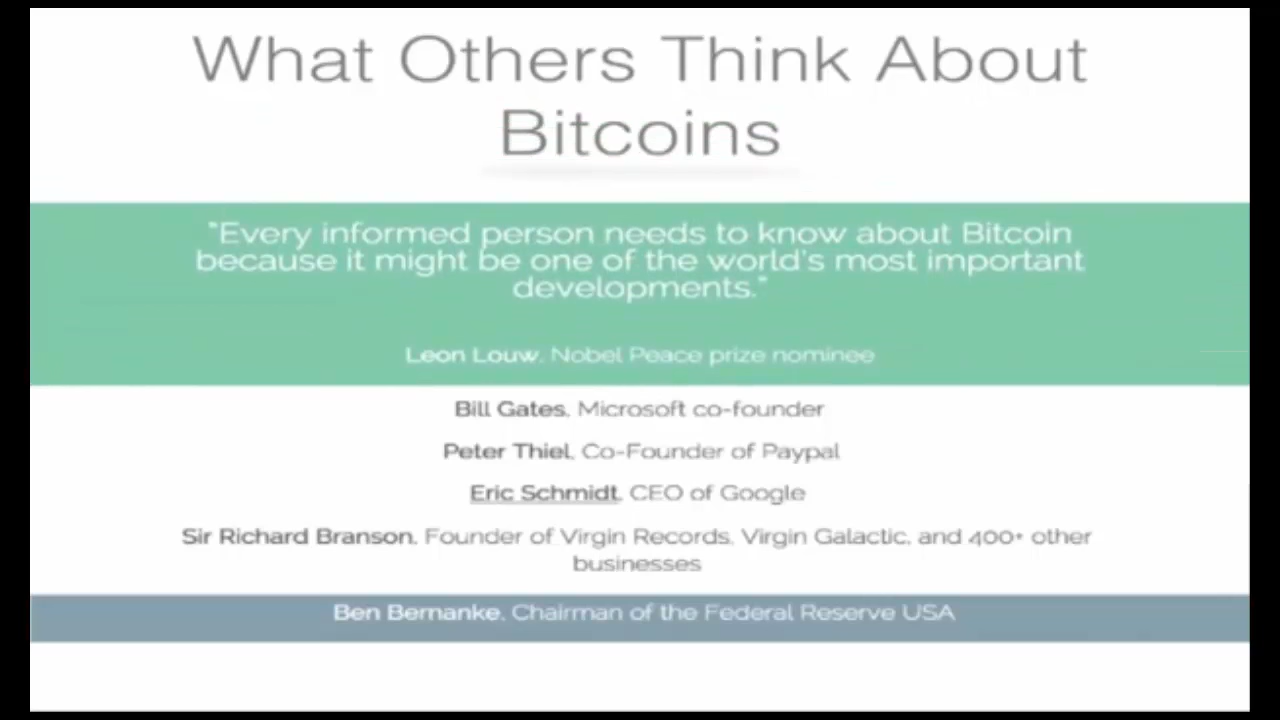 What Others Think About
Bitcoins
"Every informed person needs to know about Bitcoin
because it might be one of the world's most important
developments."
Leon Louw, Nobel Peace prize nominee
Bill Gates, Microsoft co-founder
Peter Thiel, Co-Founder of Paypal
Eric Schmidt, CEO of Google
Sir Richard Branson, Founder of Virgin Records, Virgin Galactic, and 400+ other
businesses
Ben Bernanke, Chairman of the Federal Reserve USA